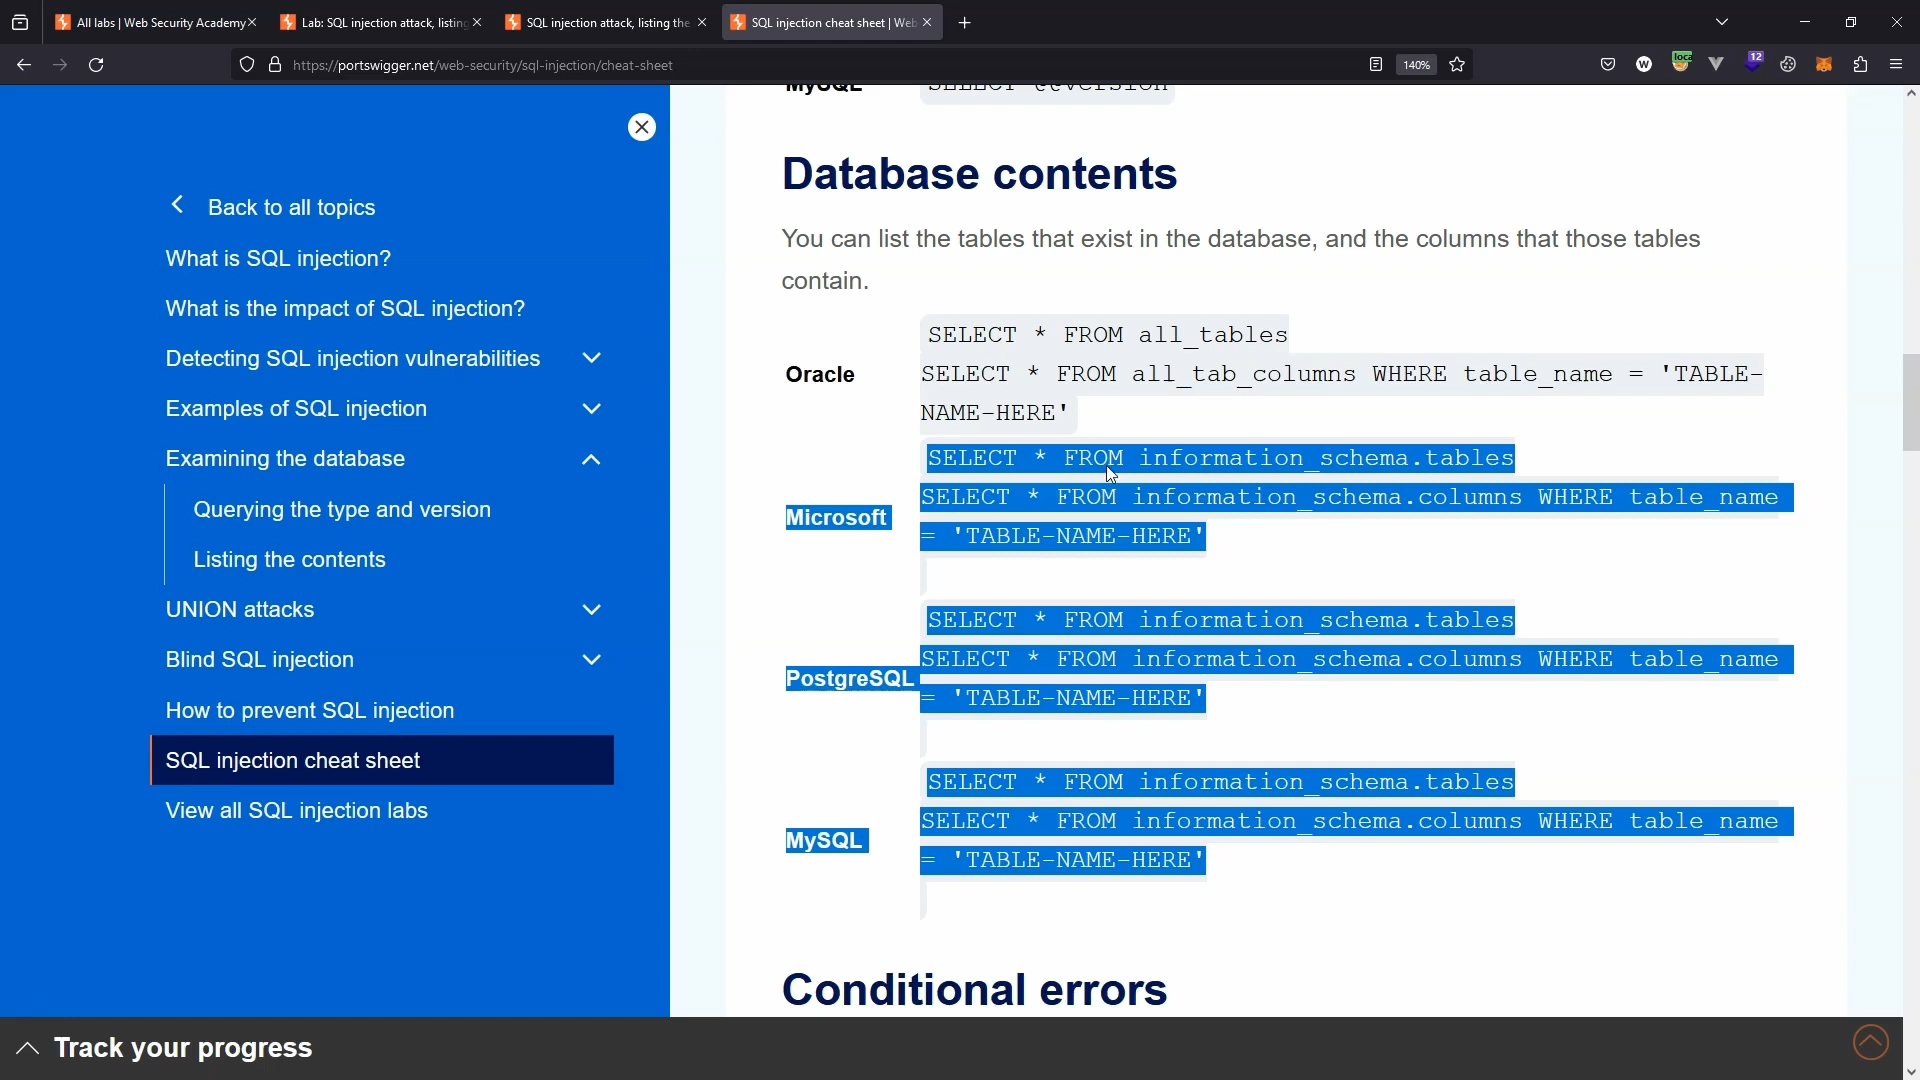 All labs | Web Security Academy
Lab: SQL injection attack, listing
SQL injection attack, listing the
SQL injection cheat sheet | Web
https://portswigger.net/web-security/sql-injection/cheat-sheet
140%
W
loca
12
MySQL SELECT @@version
Database contents
You can list the tables that exist in the database, and the columns that those tables
contain.
Oracle
SELECT * FROM all_tables
SELECT * FROM all_tab_columns WHERE table_name = 'TABLE-
NAME-HERE'
Microsoft
SELECT * FROM information_schema.tables
SELECT * FROM information_schema.columns WHERE table_name
= 'TABLE-NAME-HERE'
PostgreSQL
SELECT * FROM information_schema.tables
SELECT * FROM information_schema.columns WHERE table_name
= 'TABLE-NAME-HERE'
MySQL
SELECT * FROM information_schema.tables
SELECT * FROM information_schema.columns WHERE table_name
= 'TABLE-NAME-HERE'
Conditional errors
Back to all topics
What is SQL injection?
What is the impact of SQL injection?
Detecting SQL injection vulnerabilities
Examples of SQL injection
Examining the database
Querying the type and version
Listing the contents
UNION attacks
Blind SQL injection
How to prevent SQL injection
SQL injection cheat sheet
View all SQL injection labs
Track your progress